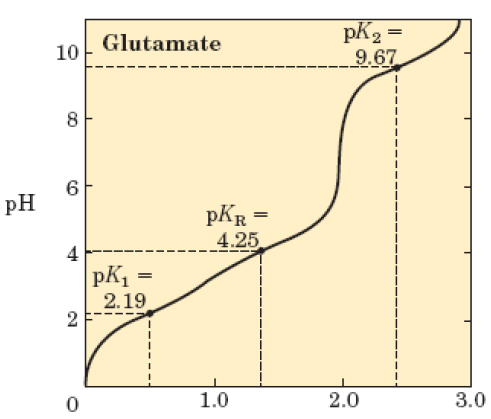 Glutamate
pK2 =
9.67
10
8
pH
6
pKR =
4.25
4
pK1 =
2.19
2
0
1.0
2.0
3.0